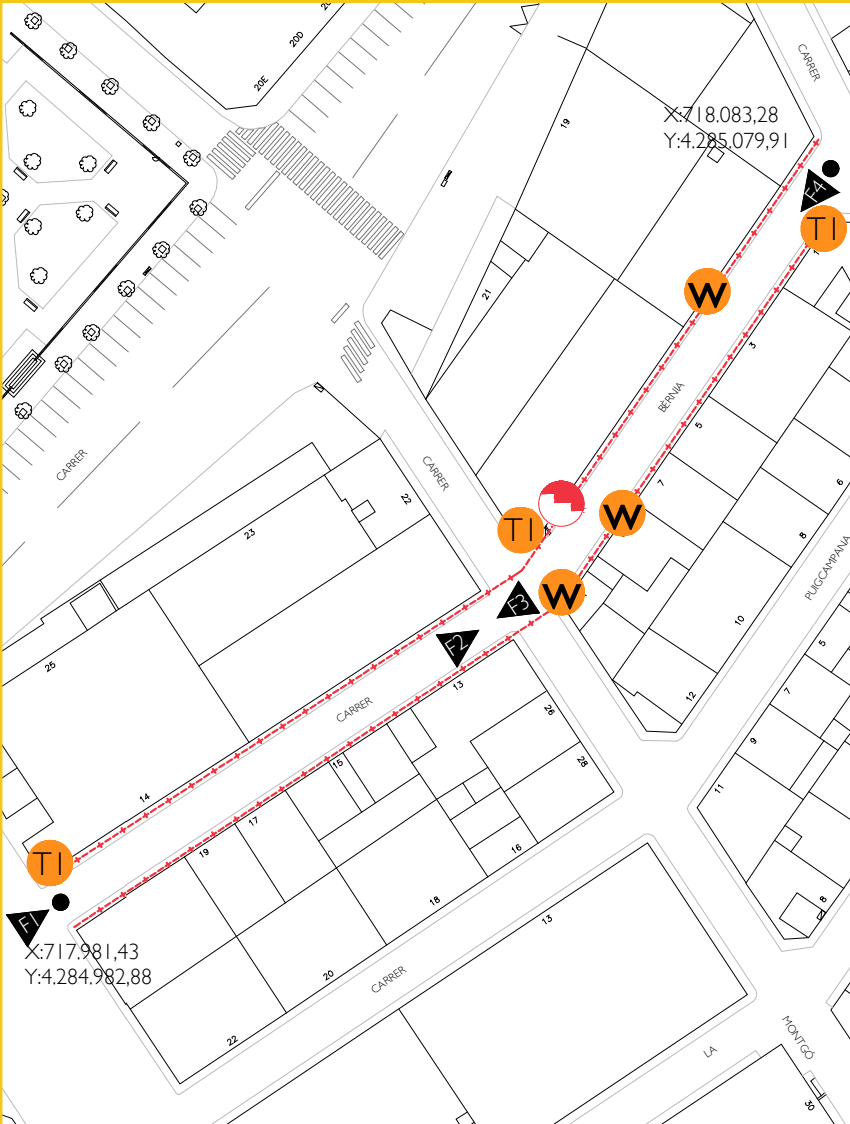 20D
20E
CARRER
X:718.083,28
Y:4.285.079,91
19
F4
T1
21
W
3
BÈRNIA
5
CARRER
CARRER
22
7
6
W
T1
23
8
PUIGCAMPANA
W
F3
10
F2
5
25
13
12
7
CARRER
26
9
15
28
11
14
17
19
16
T1
18
8
13
F1
X:717.981,43
Y:4.284.982,88
20
CARRER
22
MONTGÓ
LA
30